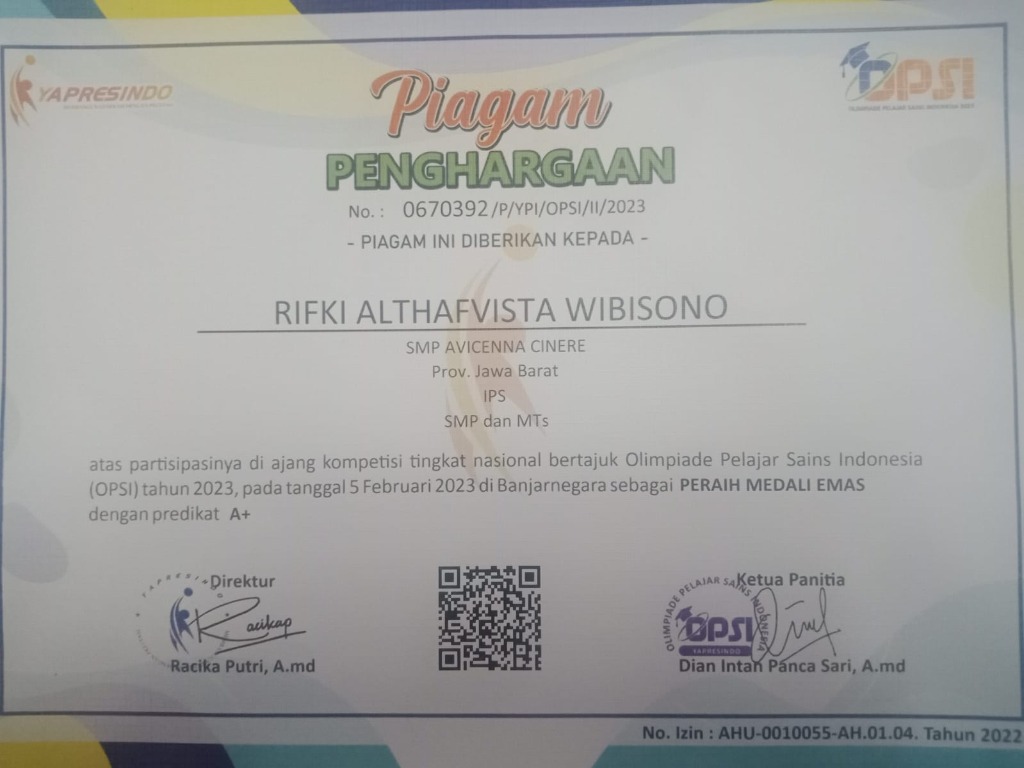 YAPRESINDO
OPSI
OLIMPIADE PELAJAR SAINS INDONESIA
Piagam
PENGHARGAAN
No. : 0670392/P/YPI/OPSI/II/2023
- PIAGAM INI DIBERIKAN KEPADA -
RIFKI ALTHAFVISTA WIBISONO
SMP AVICENNA CINERE
Prov. Jawa Barat
IPS
SMP dan MTs
atas partisipasinya di ajang kompetisi tingkat nasional bertajuk Olimpiade Pelajar Sains Indonesia
(OPSI) tahun 2023, pada tanggal 5 Februari 2023 di Banjarnegara sebagai PERAIH MEDALI EMAS
dengan predikat A+
Direktur
YAPRESI
Racikap
Racika Putri, A.md
Ketua Panitia
OLIMPIADE PELAJAR SAINS INDONESIA
OPSI
YAPRESINDO
Dian Intan Panca Sari, A.md
No. Izin : AHU-0010055-AH.01.04. Tahun 2022